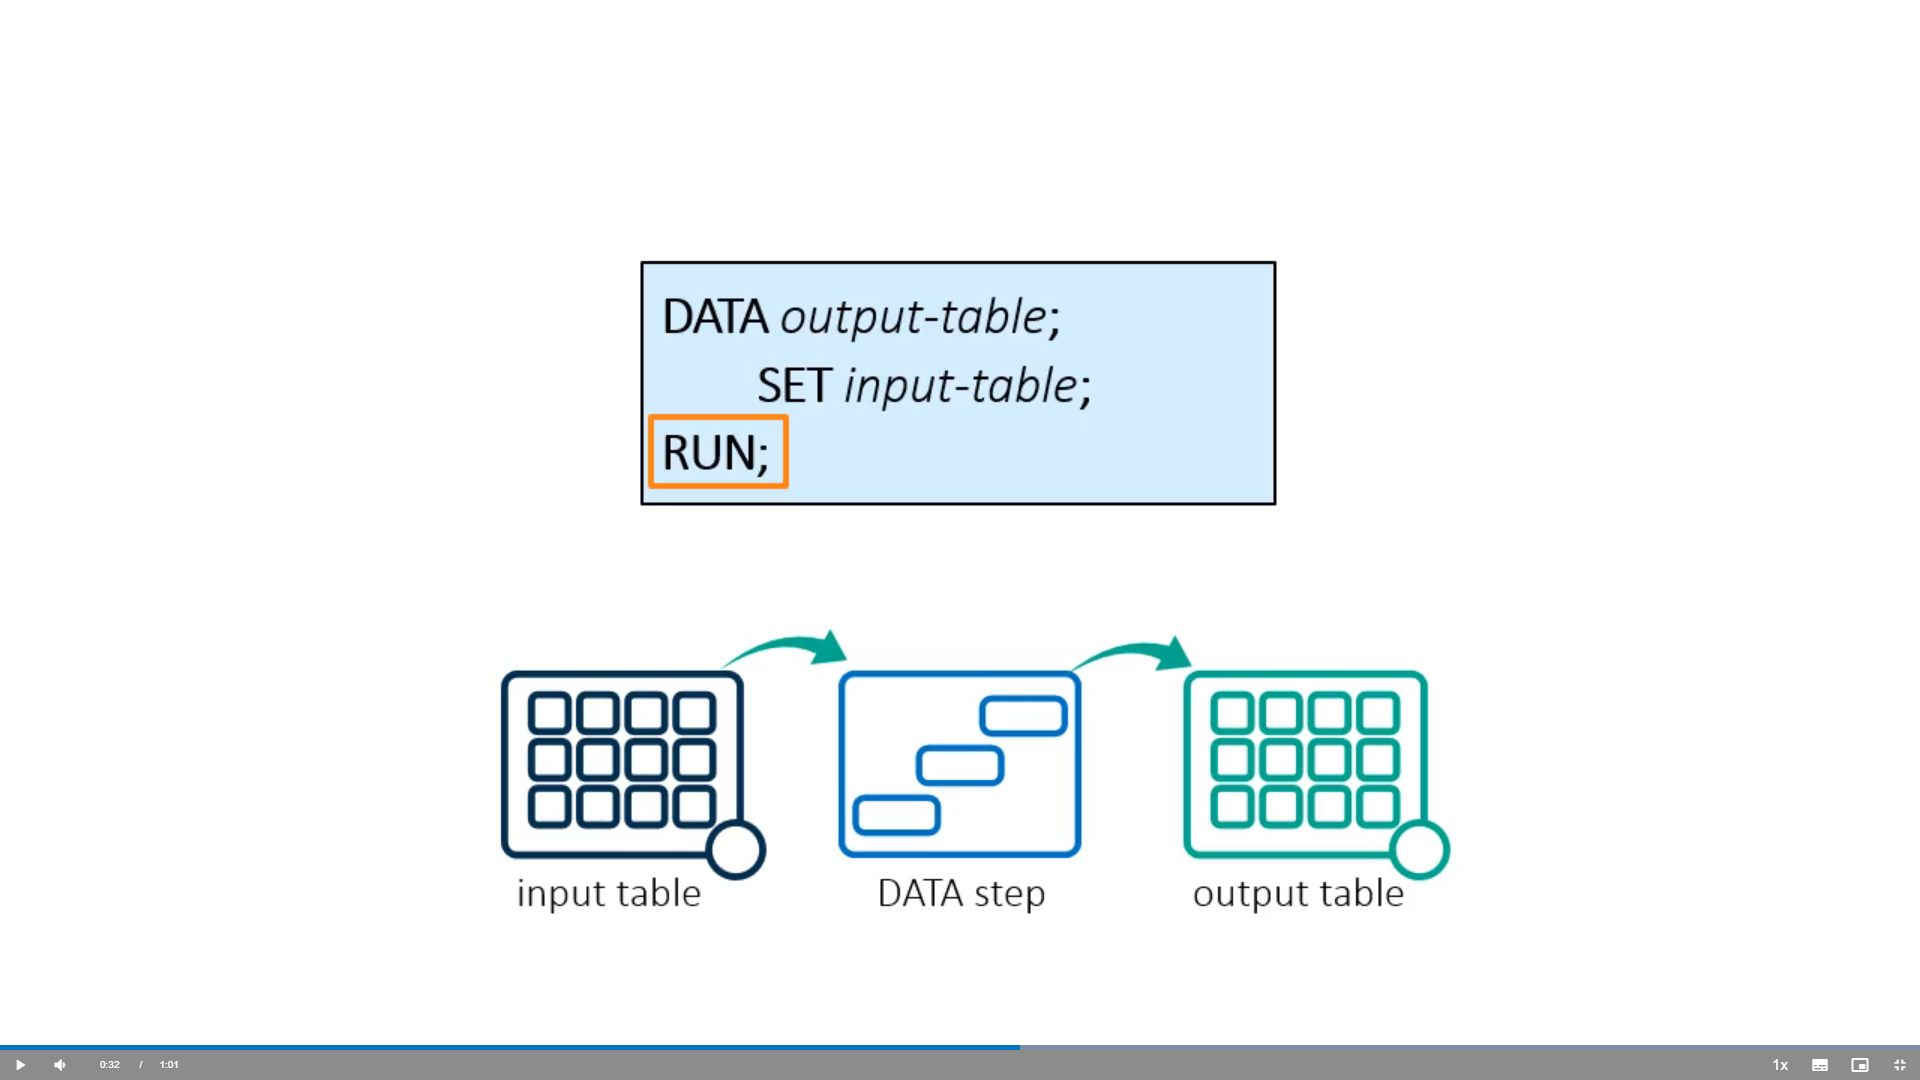 DATA output-table;
SET input-table;
RUN;
input table
DATA step
output table
0:32 / 1:01
1x